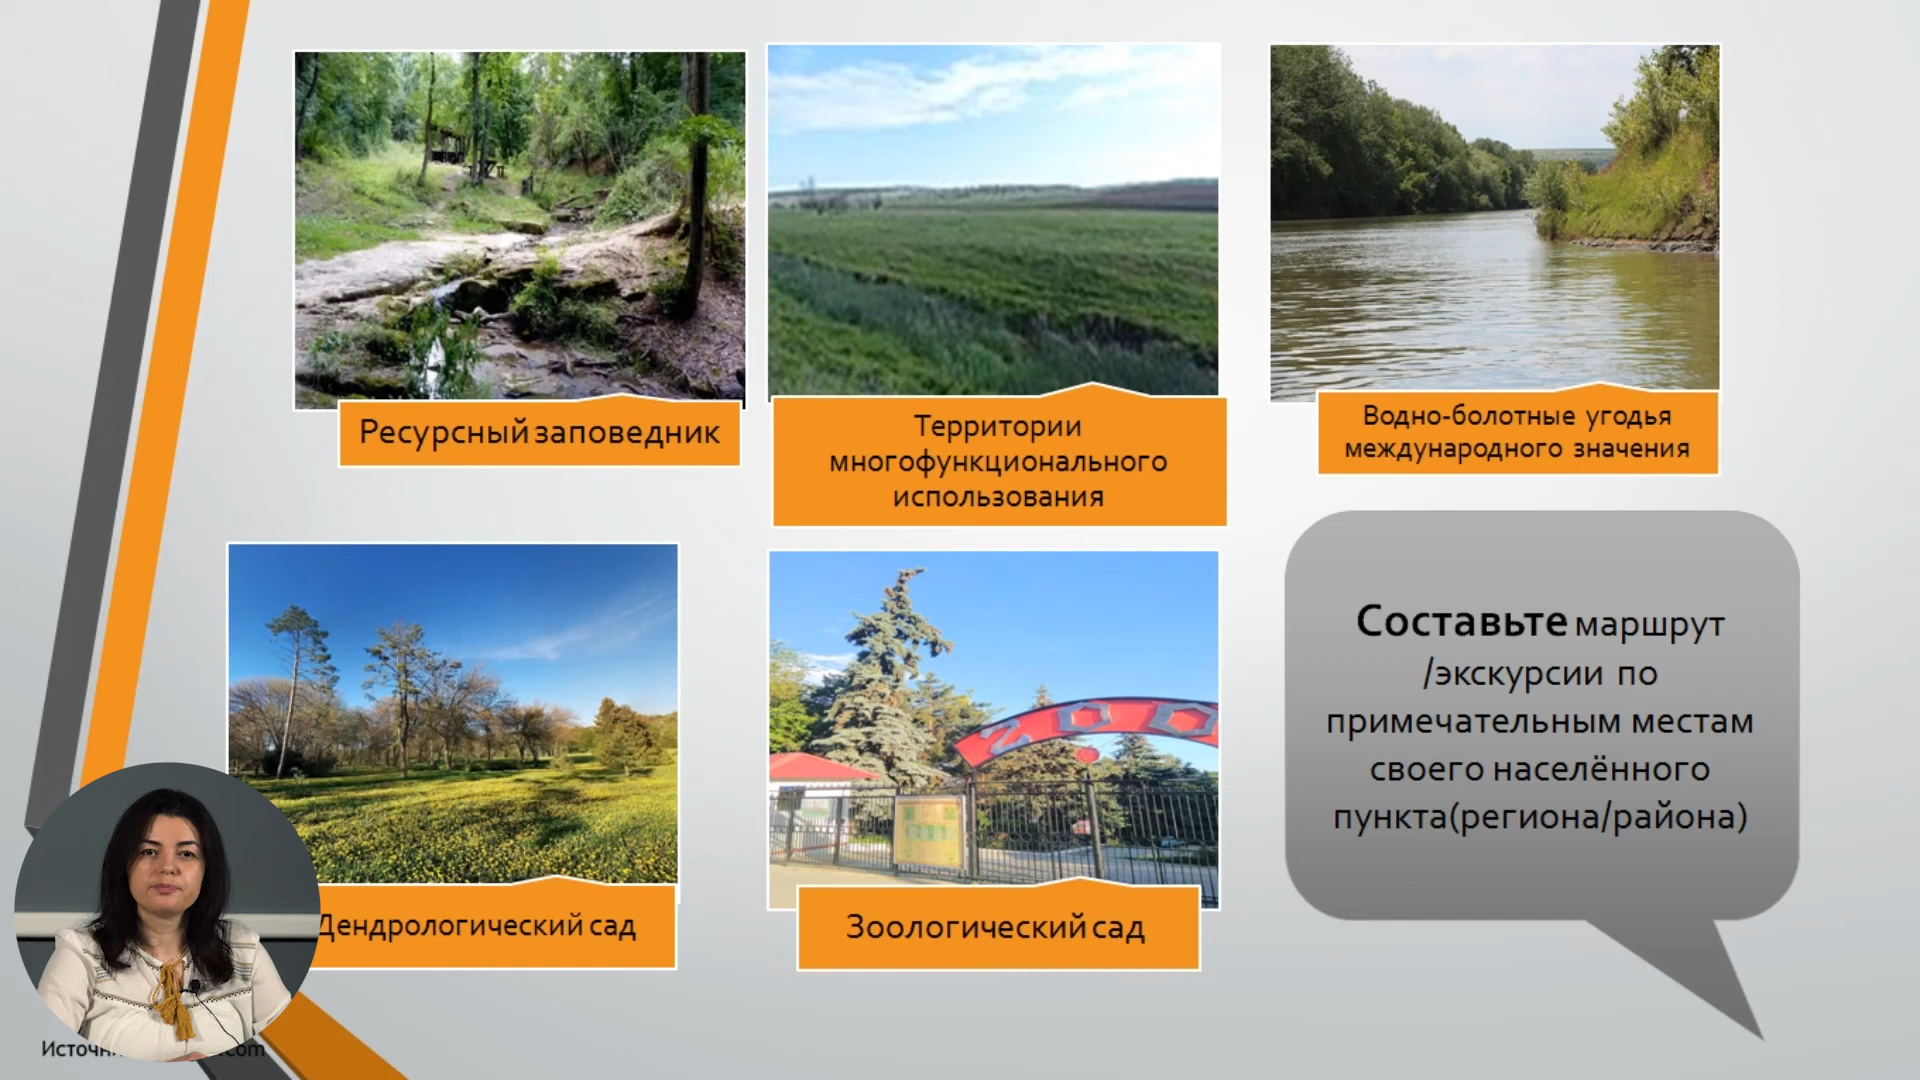 Ресурсный заповедник
Территории
многофункционального
использования
Водно-болотные угодья
международного значения
Составьте маршрут
/экскурсии по
примечательным местам
своего населённого
пункта(региона/района)
ZOO
Дендрологический сад
Зоологический сад